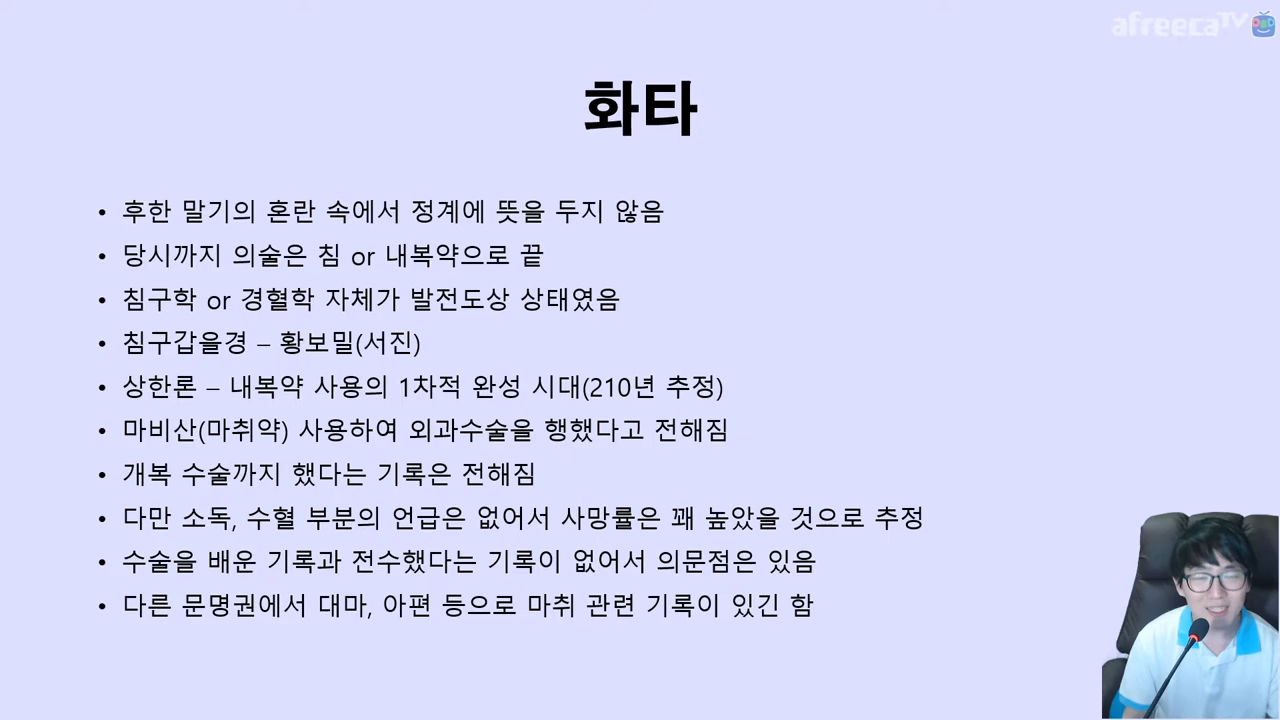 afreecaTV
화타
• 후한 말기의 혼란 속에서 정계에 뜻을 두지 않음
• 당시까지 의술은 침 or 내복약으로 끝
• 침구학 or 경혈학 자체가 발전도상 상태였음
• 침구갑을경 – 황보밀(서진)
• 상한론 – 내복약 사용의 1차적 완성 시대(210년 추정)
• 마비산(마취약) 사용하여 외과수술을 행했다고 전해짐
• 개복 수술까지 했다는 기록은 전해짐
• 다만 소독, 수혈 부분의 언급은 없어서 사망률은 꽤 높았을 것으로 추정
• 수술을 배운 기록과 전수했다는 기록이 없어서 의문점은 있음
• 다른 문명권에서 대마, 아편 등으로 마취 관련 기록이 있긴 함